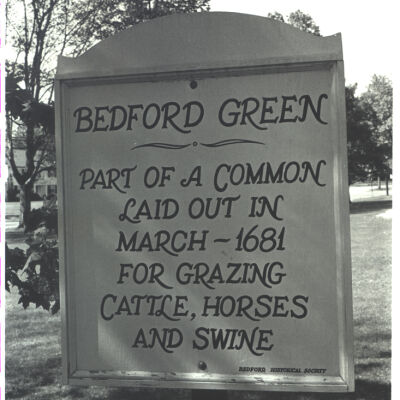 BEDFORD GREEN
PART OF A COMMON
LAID OUT IN
MARCH - 1681
FOR GRAZING
CATTLE, HORSES
AND SWINE
BEDFORD HISTORICAL SOCIETY